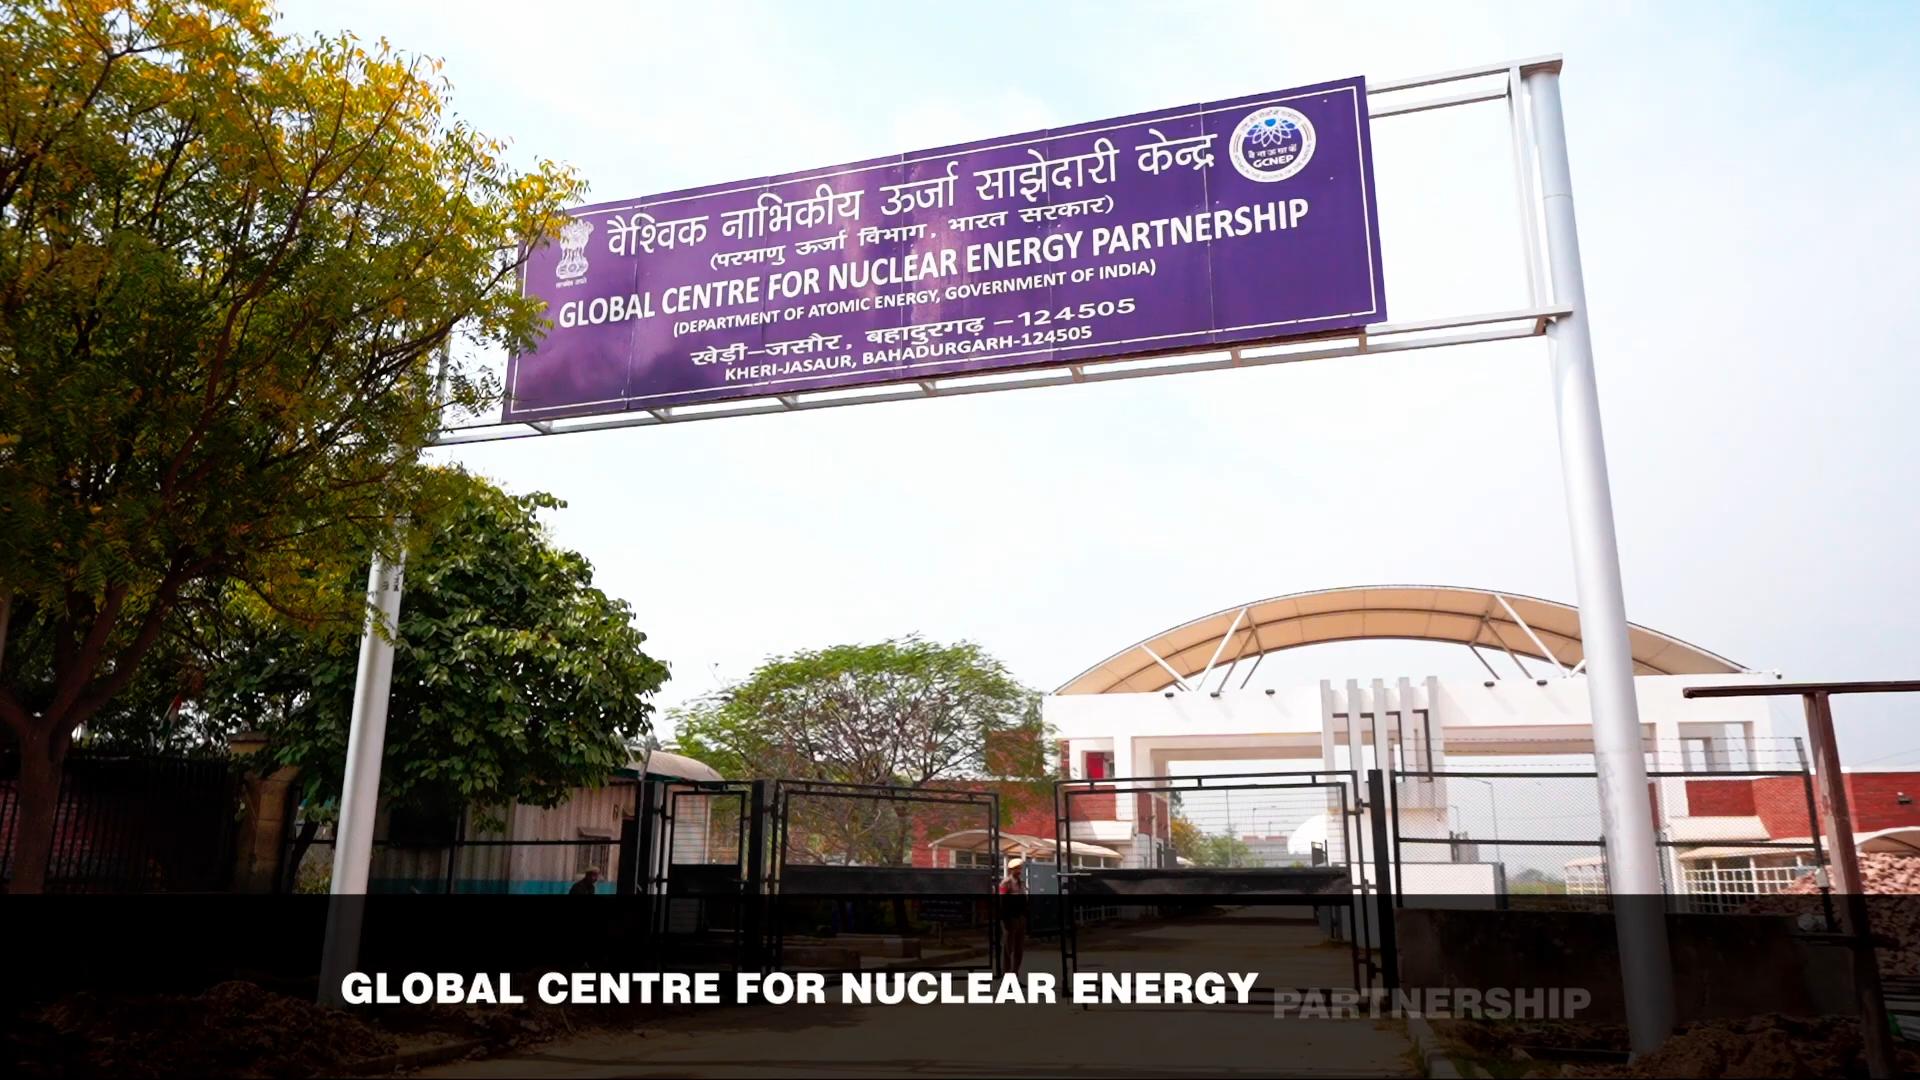 वैश्विक नाभिकीय ऊर्जा साझेदारी केन्द्र
(परमाणु ऊर्जा विभाग, भारत सरकार)
GLOBAL CENTRE FOR NUCLEAR ENERGY PARTNERSHIP
(DEPARTMENT OF ATOMIC ENERGY, GOVERNMENT OF INDIA)
खेड़ी–जसौर, बहादुरगढ़ –124505
KHERI-JASAUR, BAHADURGARH-124505
GCNEP
GLOBAL CENTRE FOR NUCLEAR ENERGY PARTNERSHIP